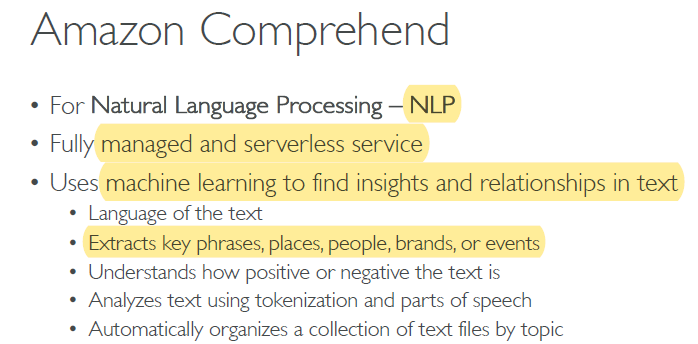 Amazon Comprehend
• For Natural Language Processing – NLP
• Fully managed and serverless service
• Uses machine learning to find insights and relationships in text
• Language of the text
• Extracts key phrases, places, people, brands, or events
• Understands how positive or negative the text is
• Analyzes text using tokenization and parts of speech
• Automatically organizes a collection of text files by topic